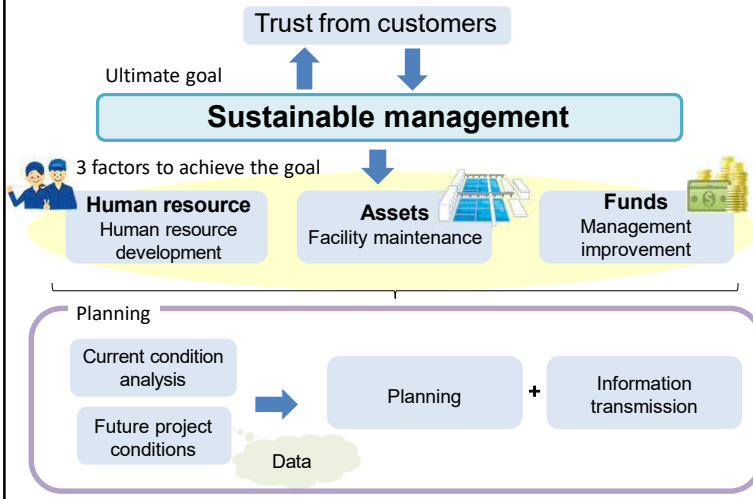 Trust from customers
Ultimate goal
Sustainable management
3 factors to achieve the goal
Human resource
Human resource
development
Assets
Facility maintenance
Funds
Management
improvement
Planning
Current condition
analysis
Future project
conditions
Data
Planning
+
Information
transmission